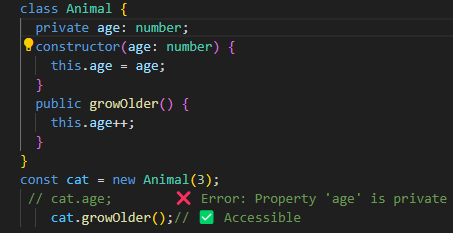 class Animal {
  private age: number;
  constructor(age: number) {
    this.age = age;
  }
  public growOlder() {
    this.age++;
  }
}
const cat = new Animal(3);
 // cat.age;        ❌ Error: Property 'age' is private
    cat.growOlder();// ✅ Accessible